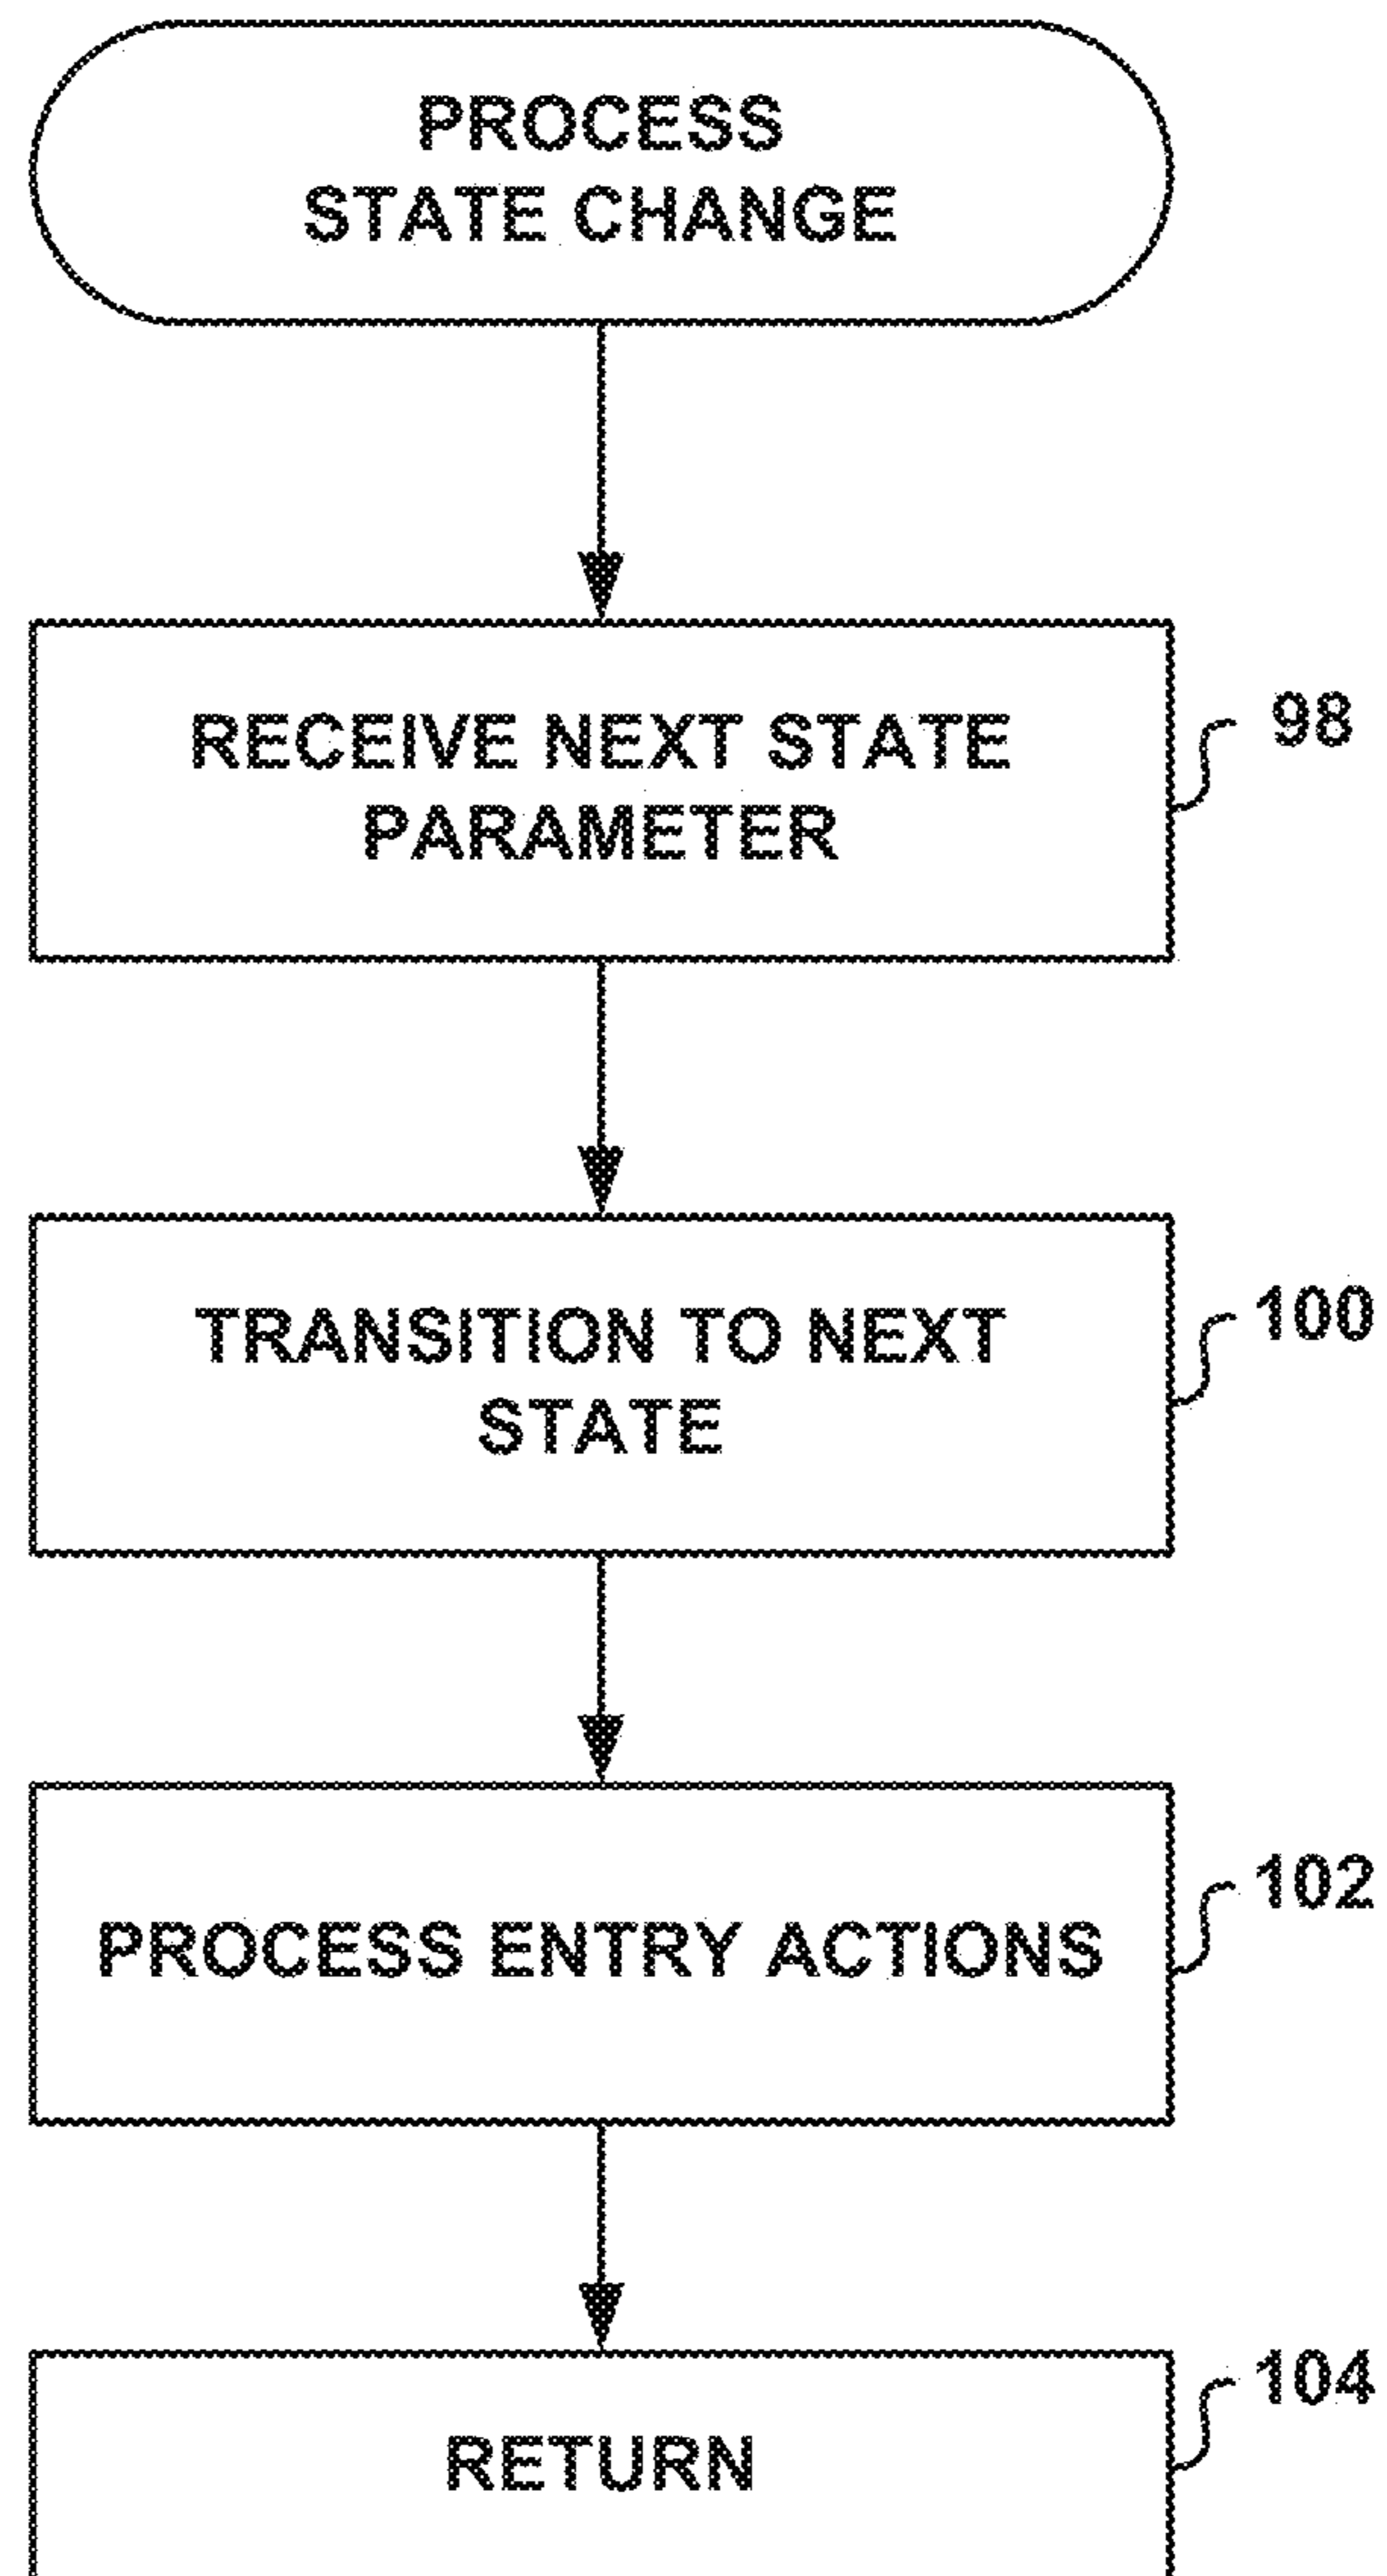 PROCESS
STATE CHANGE
RECEIVE NEXT STATE
PARAMETER
98
TRANSITION TO NEXT
STATE
100
PROCESS ENTRY ACTIONS
102
RETURN
104